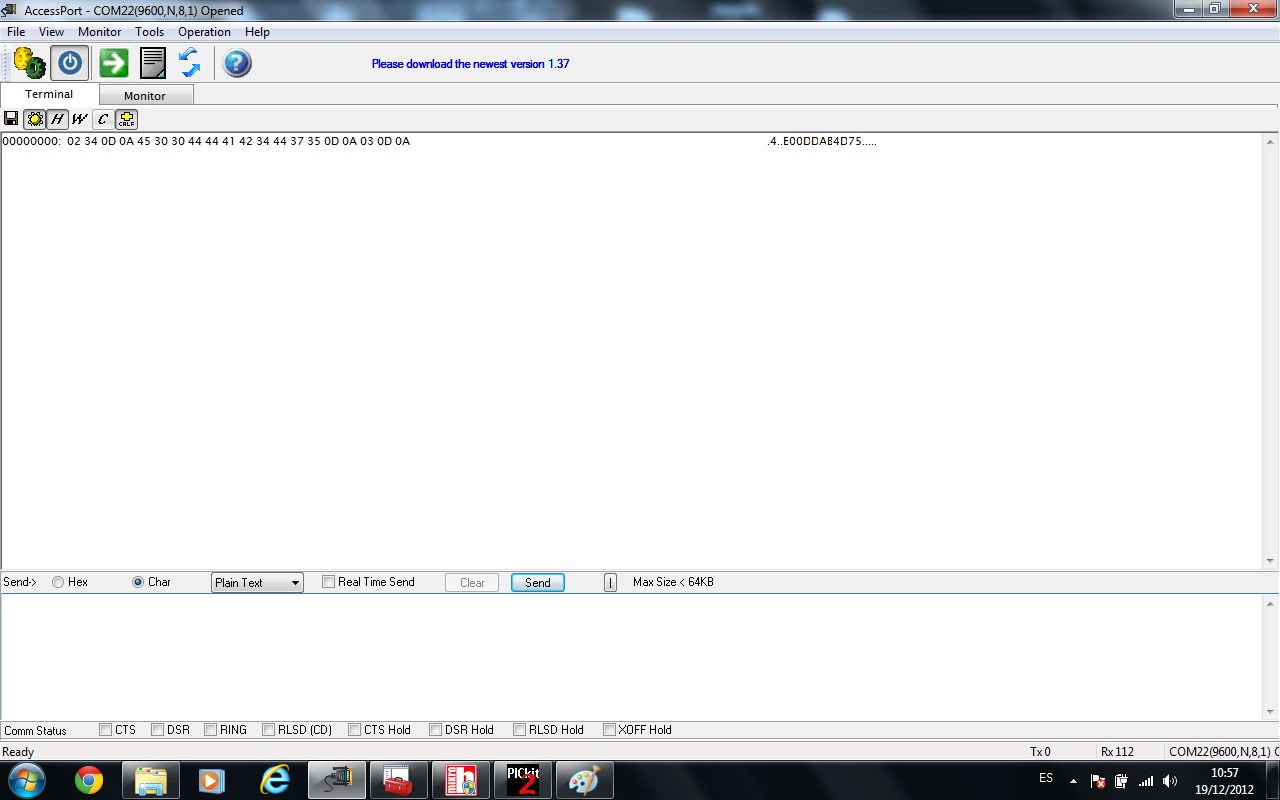 AccessPort - COM22(9600,N,8,1) Opened
File View Monitor Tools Operation Help
Please download the newest version 1.37
Terminal Monitor
H W C CRLF
00000000: 02 34 0D 0A 45 30 30 44 44 41 42 34 44 37 35 0D 0A 03 0D 0A .4..E00DDAB4D75.....
Send-> Hex Char Plain Text Real Time Send Clear Send | Max Size < 64KB
Comm Status CTS DSR RING RLSD (CD) CTS Hold DSR Hold RLSD Hold XOFF Hold
Ready Tx 0 Rx 112 COM22(9600,N,8,1) C
PICkit 2 ES 10:57
19/12/2012